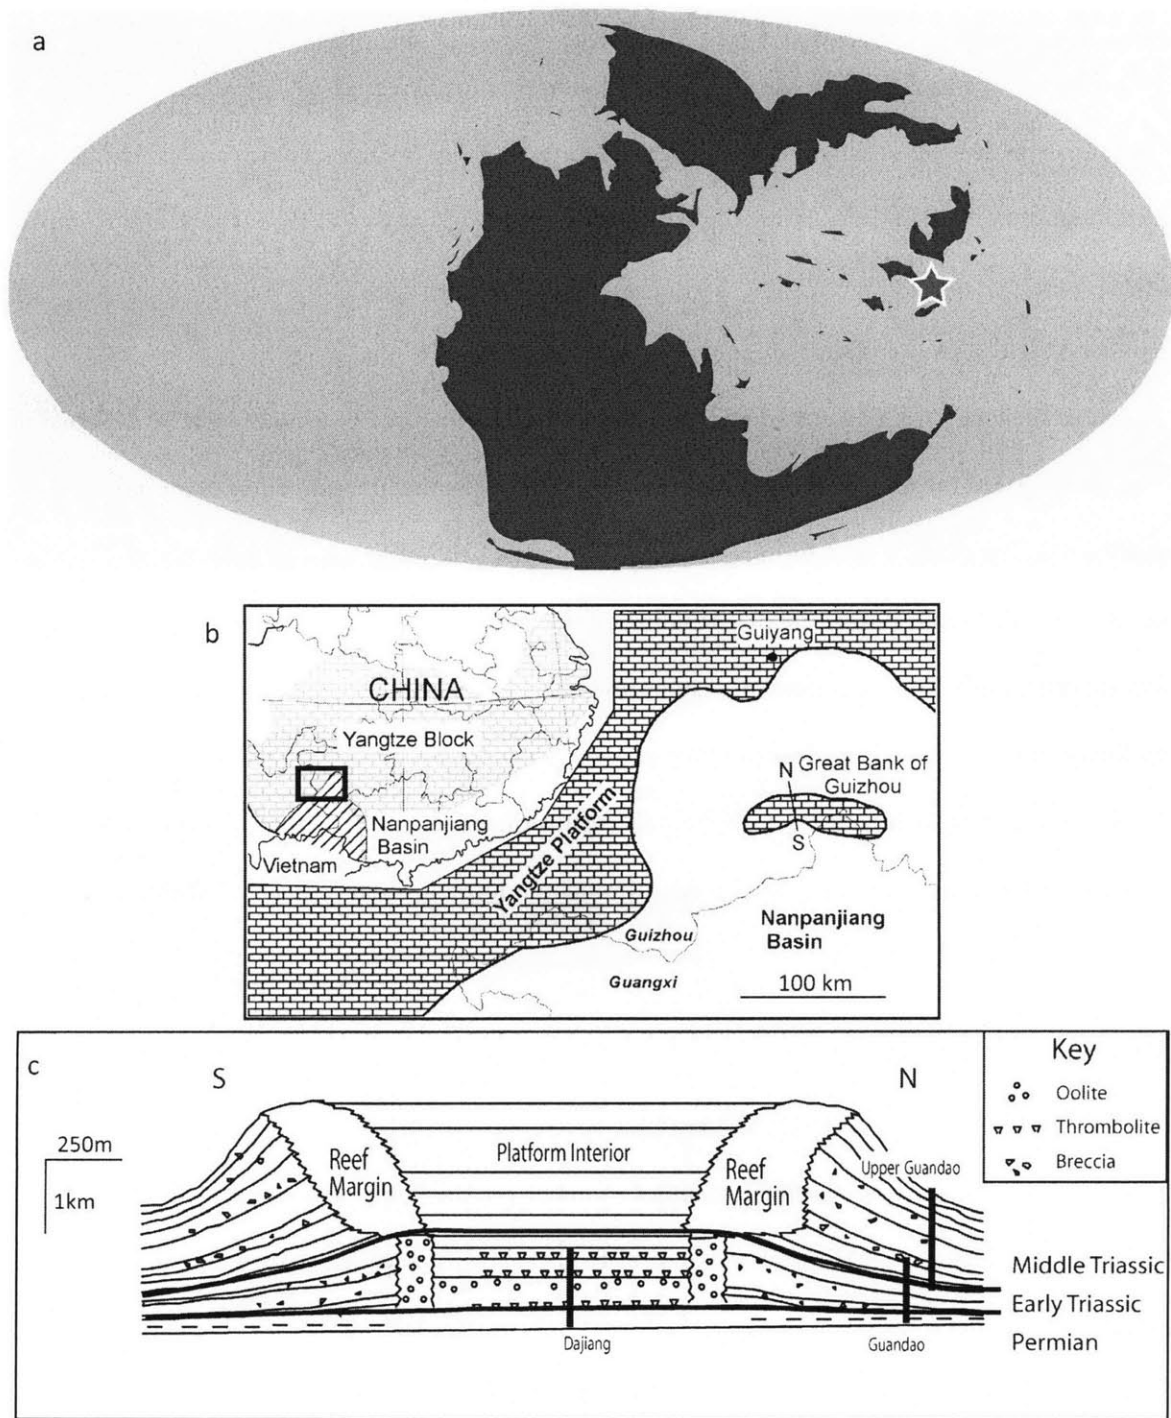 a
b
CHINA
Yangtze Block
Nanpanjiang
Basin
Vietnam
Yangtze Platform
Guiyang
Great Bank of
Guizhou
N
S
Guizhou
Guangxi
Nanpanjiang
Basin
100 km
c
S
N
Key
Oolite
Thrombolite
Breccia
250m
1km
Reef
Margin
Platform Interior
Reef
Margin
Upper Guandao
Middle Triassic
Early Triassic
Permian
Dajiang
Guandao